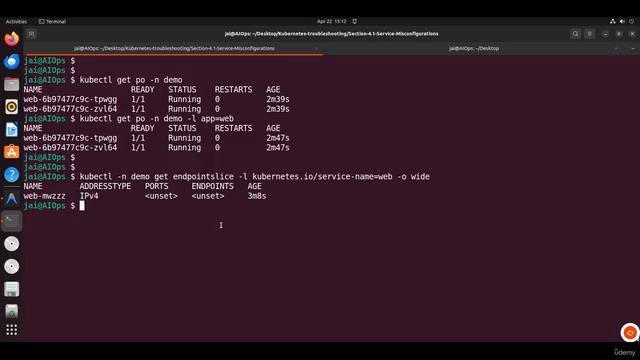 Activities
Terminal
Apr 22 15:12
jai@AIOps: ~/Desktop/Kubernetes-troubleshooting/Section-4.1-Service-Misconfigurations
jai@AIOps: ~/Desktop/Kubernetes-troubleshooting/Section-4.1-Service-Misconfigurations
jai@AIOps: ~/Desktop
jai@AIOps $
jai@AIOps $
jai@AIOps $ kubectl get po -n demo
NAME READY STATUS RESTARTS AGE
web-6b97477c9c-tpwgg 1/1 Running 0 2m39s
web-6b97477c9c-zvl64 1/1 Running 0 2m39s
jai@AIOps $ kubectl get po -n demo -l app=web
NAME READY STATUS RESTARTS AGE
web-6b97477c9c-tpwgg 1/1 Running 0 2m47s
web-6b97477c9c-zvl64 1/1 Running 0 2m47s
jai@AIOps $
jai@AIOps $
jai@AIOps $ kubectl -n demo get endpointslice -l kubernetes.io/service-name=web -o wide
NAME ADDRESSTYPE PORTS ENDPOINTS AGE
web-mwzzz IPv4 <unset> <unset> 3m8s
jai@AIOps $
udemy